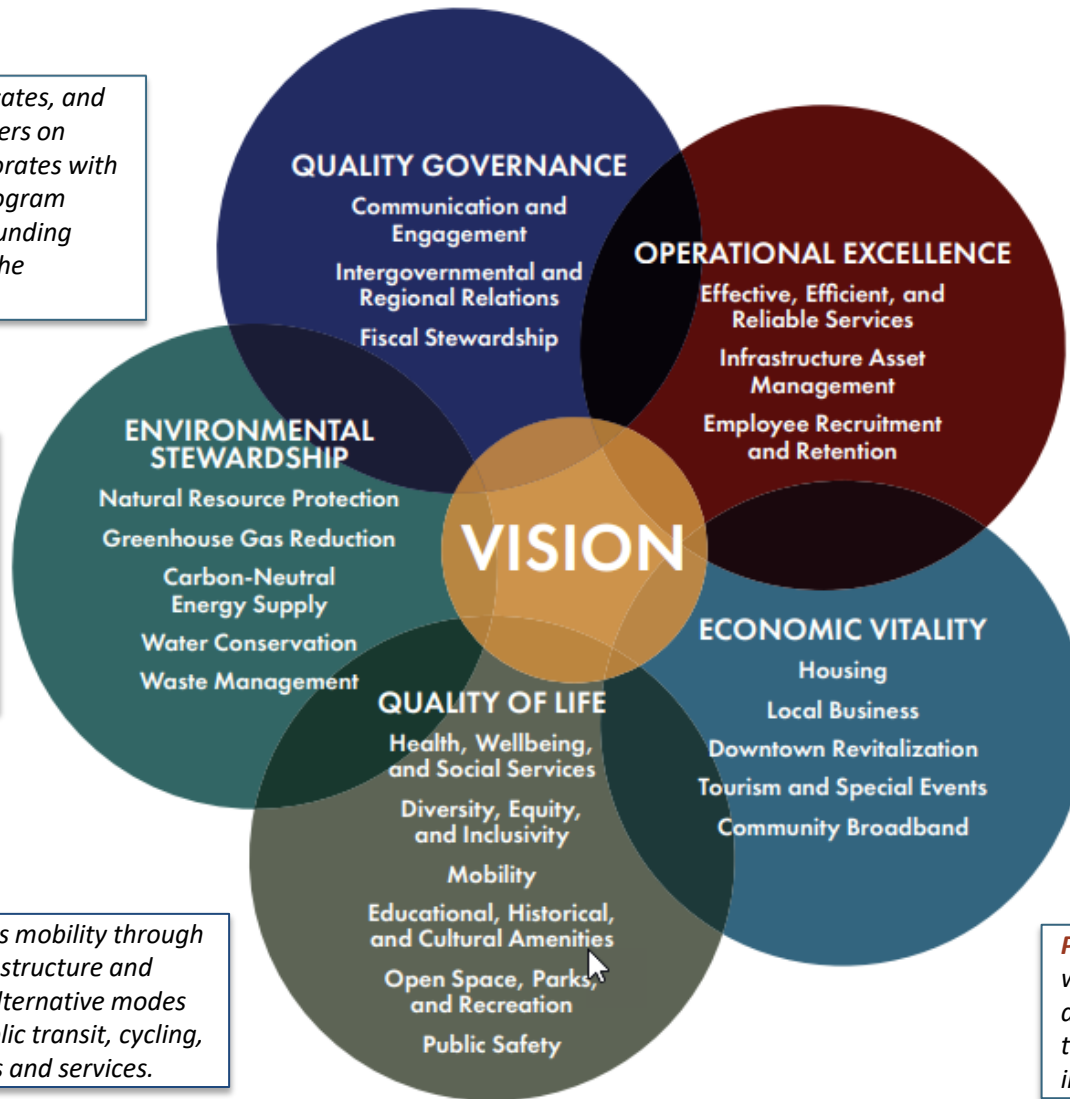 ates, and
ers on
orates with
ogram
unding
he
QUALITY GOVERNANCE
Communication and
Engagement
Intergovernmental and
Regional Relations
Fiscal Stewardship
OPERATIONAL EXCELLENCE
Effective, Efficient, and
Reliable Services
Infrastructure Asset
Management
Employee Recruitment
and Retention
ENVIRONMENTAL
STEWARDSHIP
Natural Resource Protection
Greenhouse Gas Reduction
Carbon-Neutral
Energy Supply
Water Conservation
Waste Management
VISION
ECONOMIC VITALITY
Housing
Local Business
Downtown Revitalization
Tourism and Special Events
Community Broadband
QUALITY OF LIFE
Health, Wellbeing,
and Social Services
Diversity, Equity,
and Inclusivity
Mobility
Educational, Historical,
and Cultural Amenities
Open Space, Parks,
and Recreation
Public Safety
s mobility through
structure and
lternative modes
lic transit, cycling,
s and services.